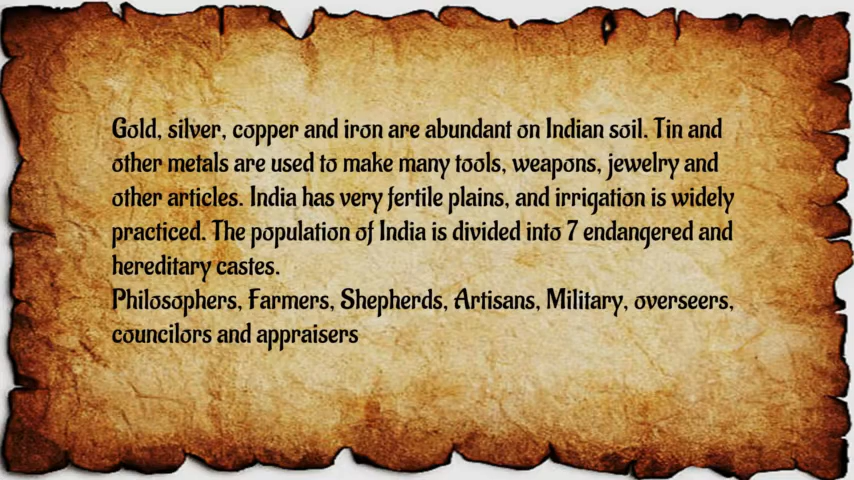 Gold, silver, copper and iron are abundant on Indian soil. Tin and
other metals are used to make many tools, weapons, jewelry and
other articles. India has very fertile plains, and irrigation is widely
practiced. The population of India is divided into 7 endangered and
hereditary castes.
Philosophers, Farmers, Shepherds, Artisans, Military, overseers,
councilors and appraisers